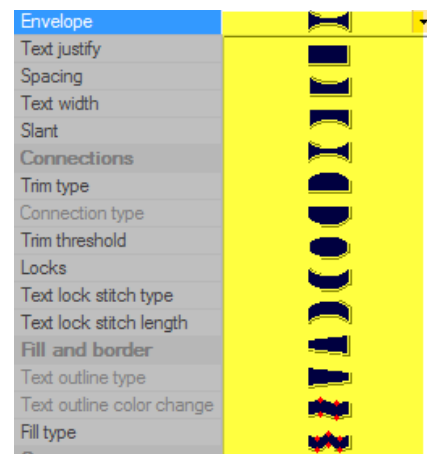 Envelope
Text justify
Spacing
Text width
Slant
Connections
Trim type
Connection type
Trim threshold
Locks
Text lock stitch type
Text lock stitch length
Fill and border
Text outline type
Text outline color change
Fill type